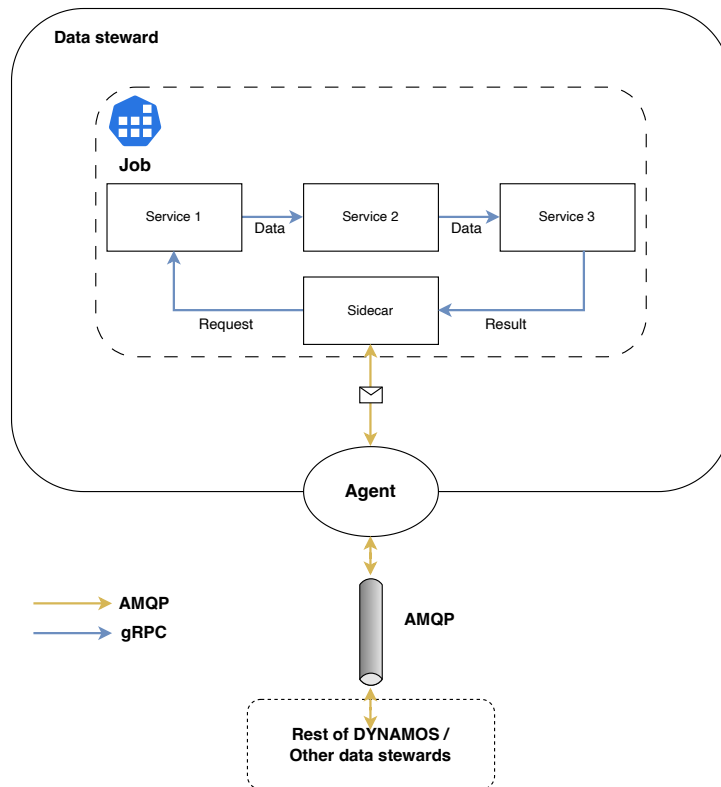 Data steward
Job
Service 1
Data
Service 2
Data
Service 3
Request
Sidecar
Result
Agent
AMQP
gRPC
AMQP
Rest of DYNAMOS /
Other data stewards